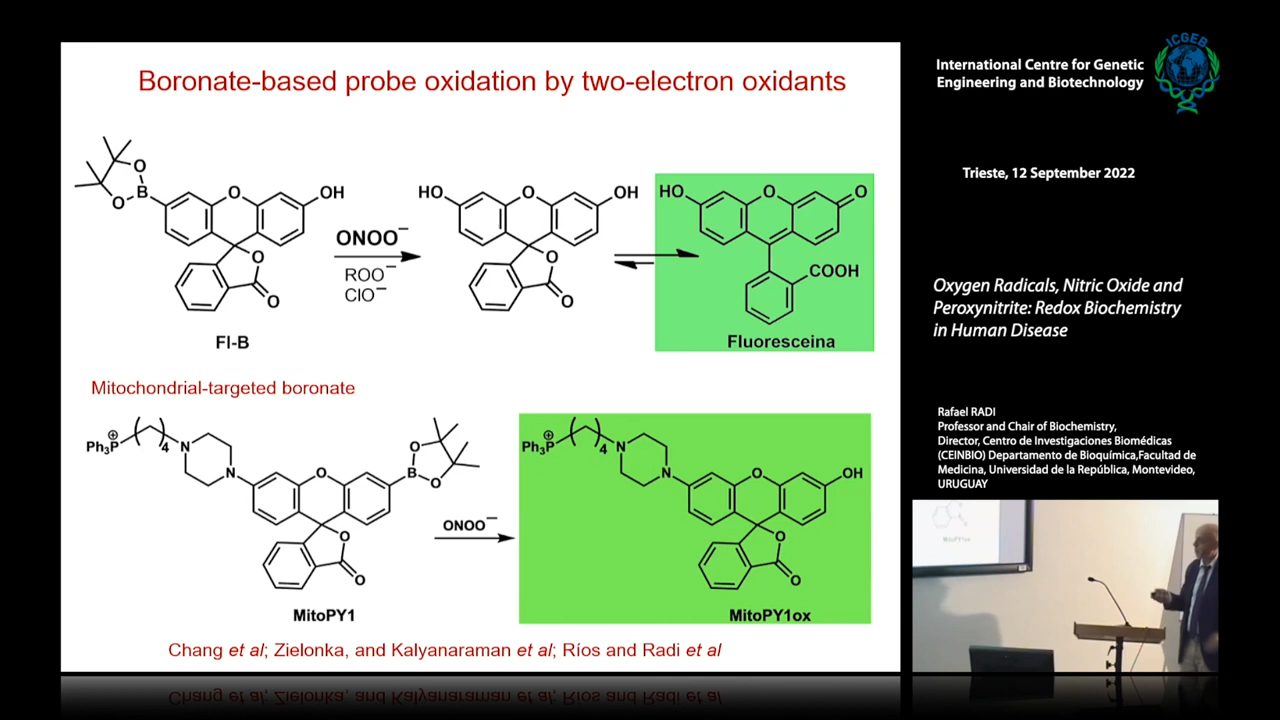 Boronate-based probe oxidation by two-electron oxidants
O
B
O
O
OH
O
O
Fl-B
ONOO⁻
ROO⁻
ClO⁻
HO
O
OH
O
O
HO
O
O
COOH
Fluoresceina
Mitochondrial-targeted boronate
Ph₃P⊕
4
N
N
O
B
O
O
O
O
MitoPY1
ONOO⁻
Ph₃P⊕
4
N
N
O
OH
O
O
MitoPY1ox
Chang et al; Zielonka, and Kalyanaraman et al; Ríos and Radi et al
International Centre for Genetic
Engineering and Biotechnology
ICGEB
Trieste, 12 September 2022
Oxygen Radicals, Nitric Oxide and
Peroxynitrite: Redox Biochemistry
in Human Disease
Rafael RADI
Professor and Chair of Biochemistry,
Director, Centro de Investigaciones Biomédicas
(CEINBIO) Departamento de Bioquímica,Facultad de
Medicina, Universidad de la República, Montevideo,
URUGUAY
MitoPY1ox